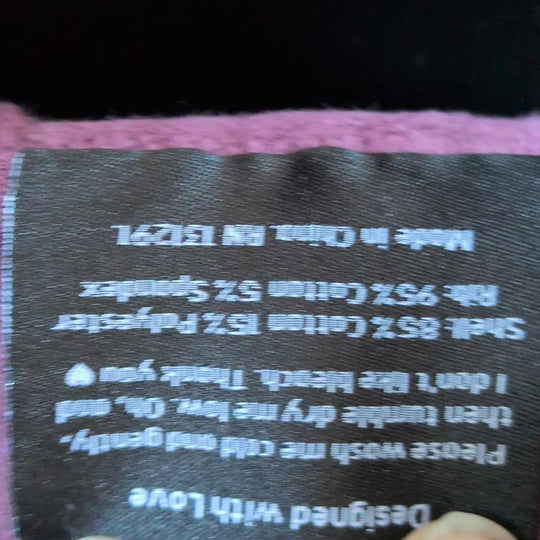 Designed with Love
Please wash me cold and gently,
then tumble dry me low. Oh, and
I don't like bleach. Thank you ♥
Shell: 85% Cotton 15% Polyester
Rib: 95% Cotton 5% Spandex
Made in China, RN 131291